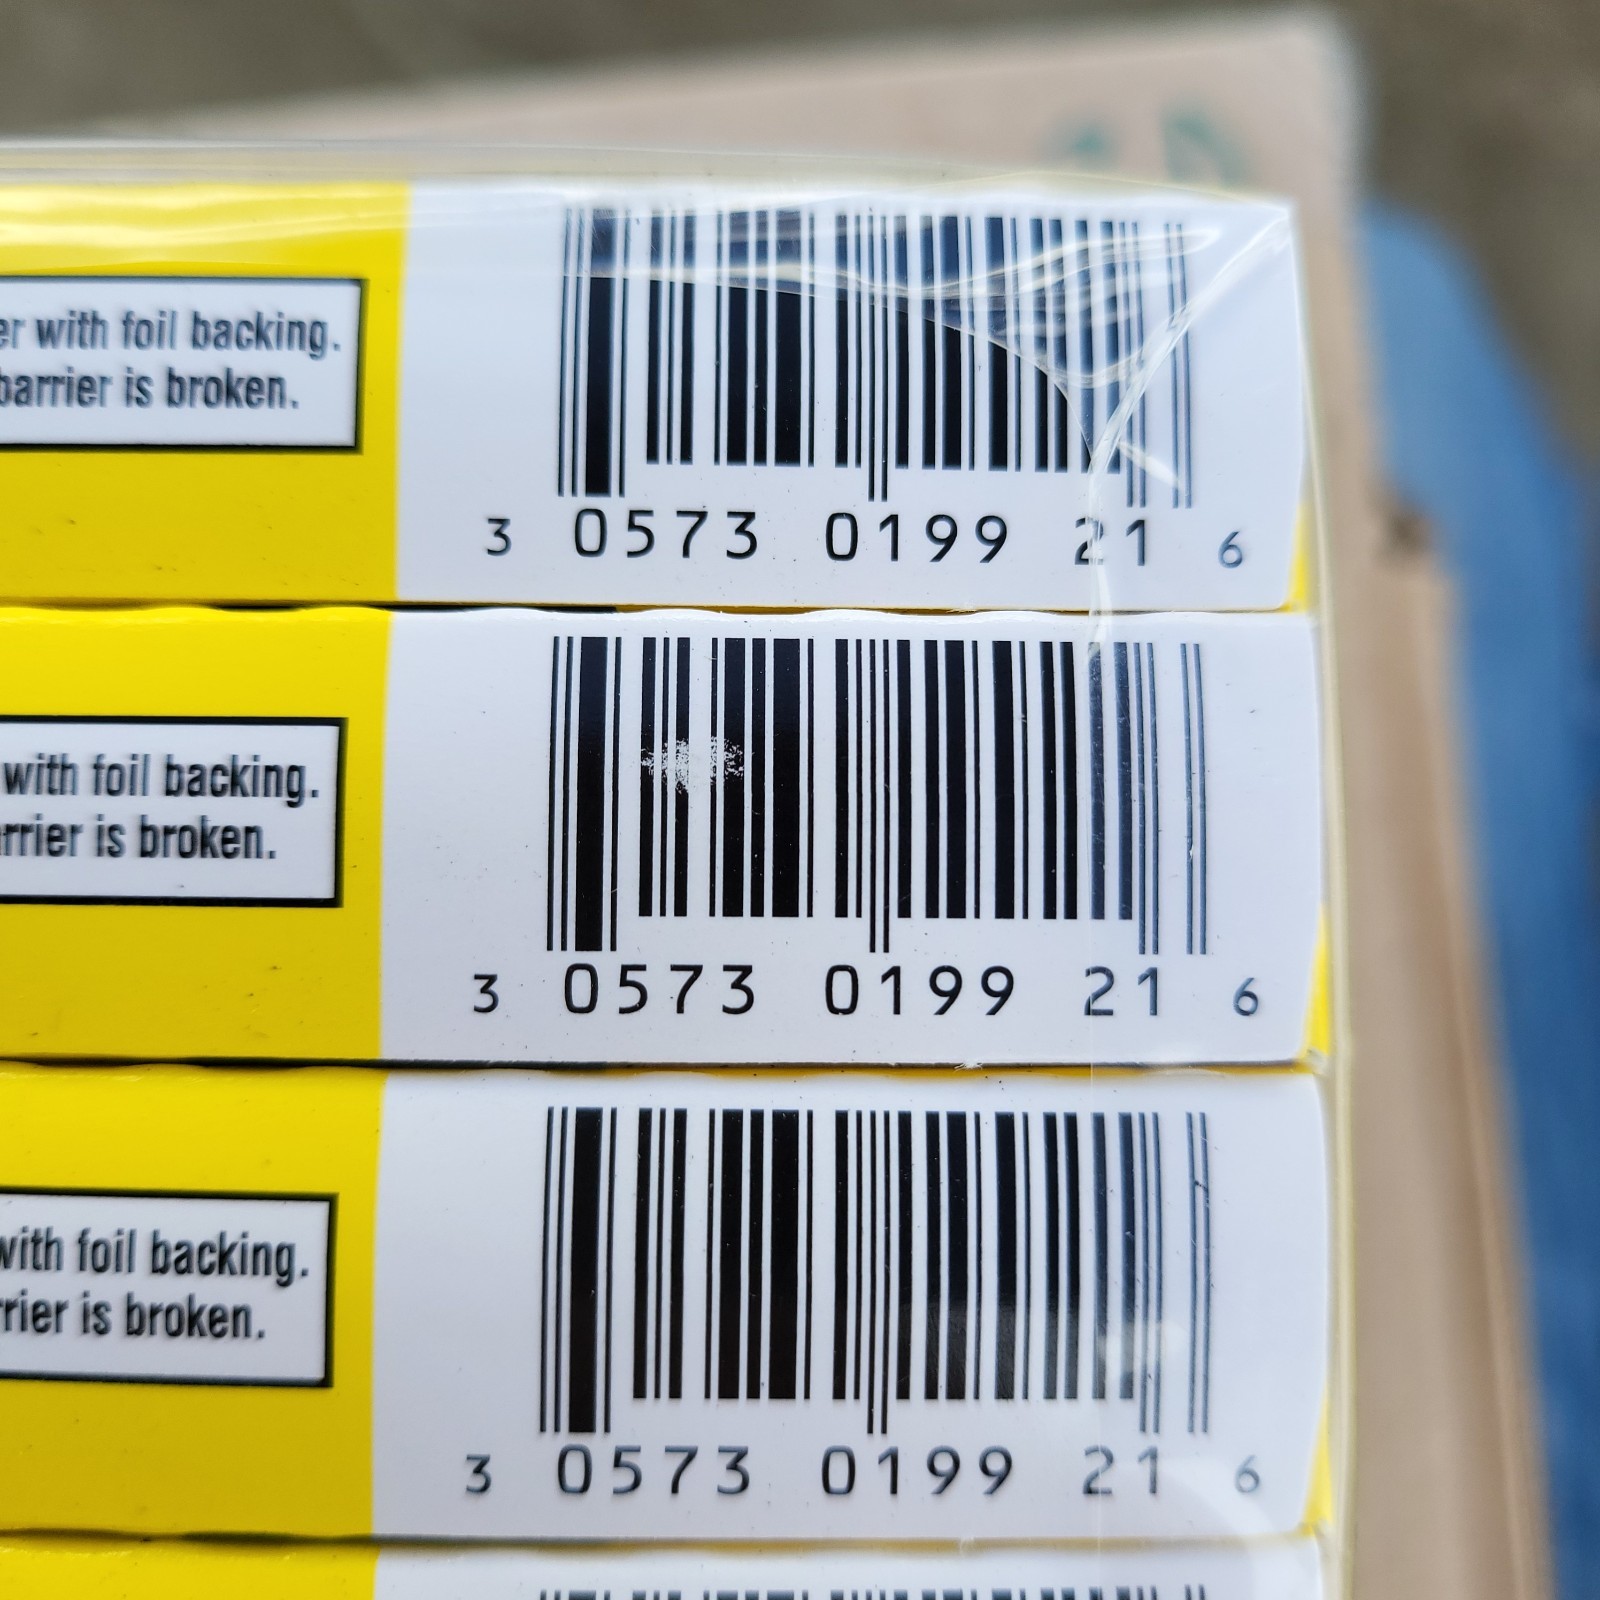 er with foil backing.
barrier is broken.
3 0573 0199 21 6
with foil backing.
rrier is broken.
3 0573 0199 21 6
with foil backing.
rrier is broken.
3 0573 0199 21 6